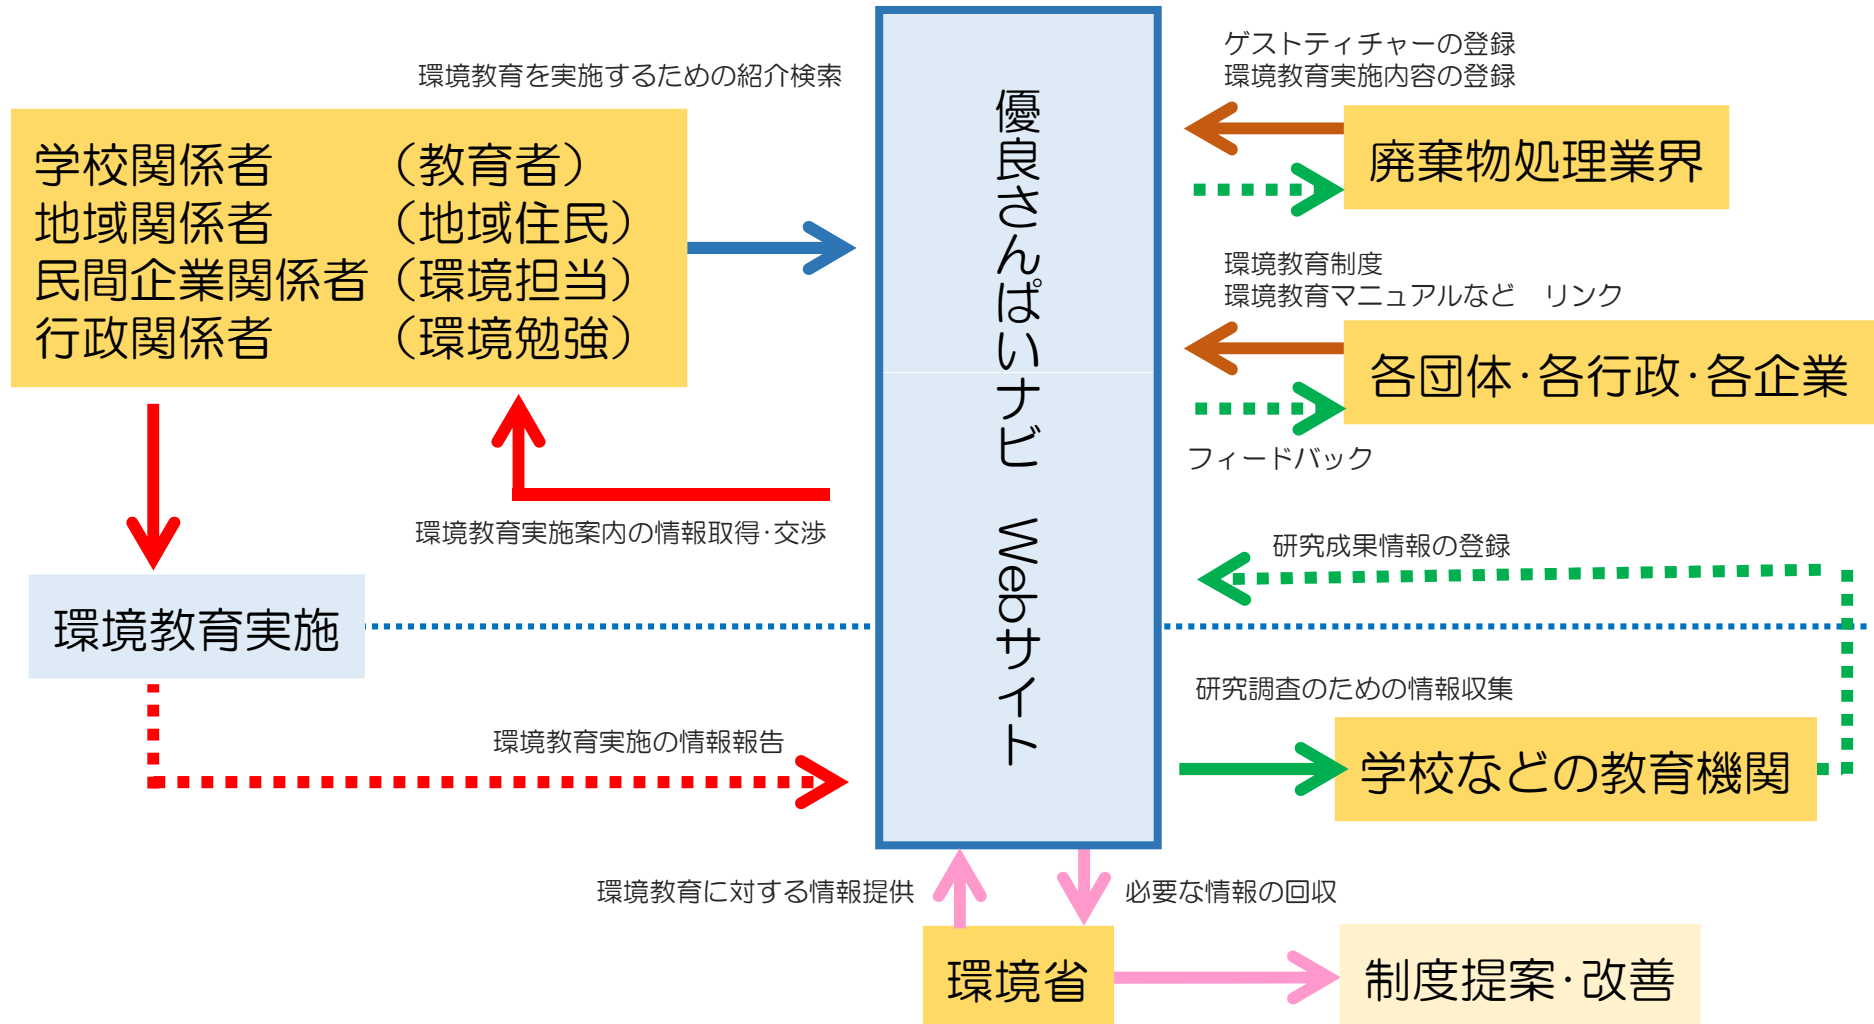 環境教育を実施するための紹介検索
学校関係者　　　（教育者）
地域関係者　　　（地域住民）
民間企業関係者（環境担当）
行政関係者　　　（環境勉強）
環境教育実施案内の情報取得･交渉
環境教育実施
環境教育実施の情報報告
優良さんぱいナビ　Webサイト
ゲストティチャーの登録
環境教育実施内容の登録
廃棄物処理業界
環境教育制度
環境教育マニュアルなど　リンク
各団体･各行政･各企業
フィードバック
研究成果情報の登録
研究調査のための情報収集
学校などの教育機関
環境教育に対する情報提供
必要な情報の回収
環境省
制度提案･改善